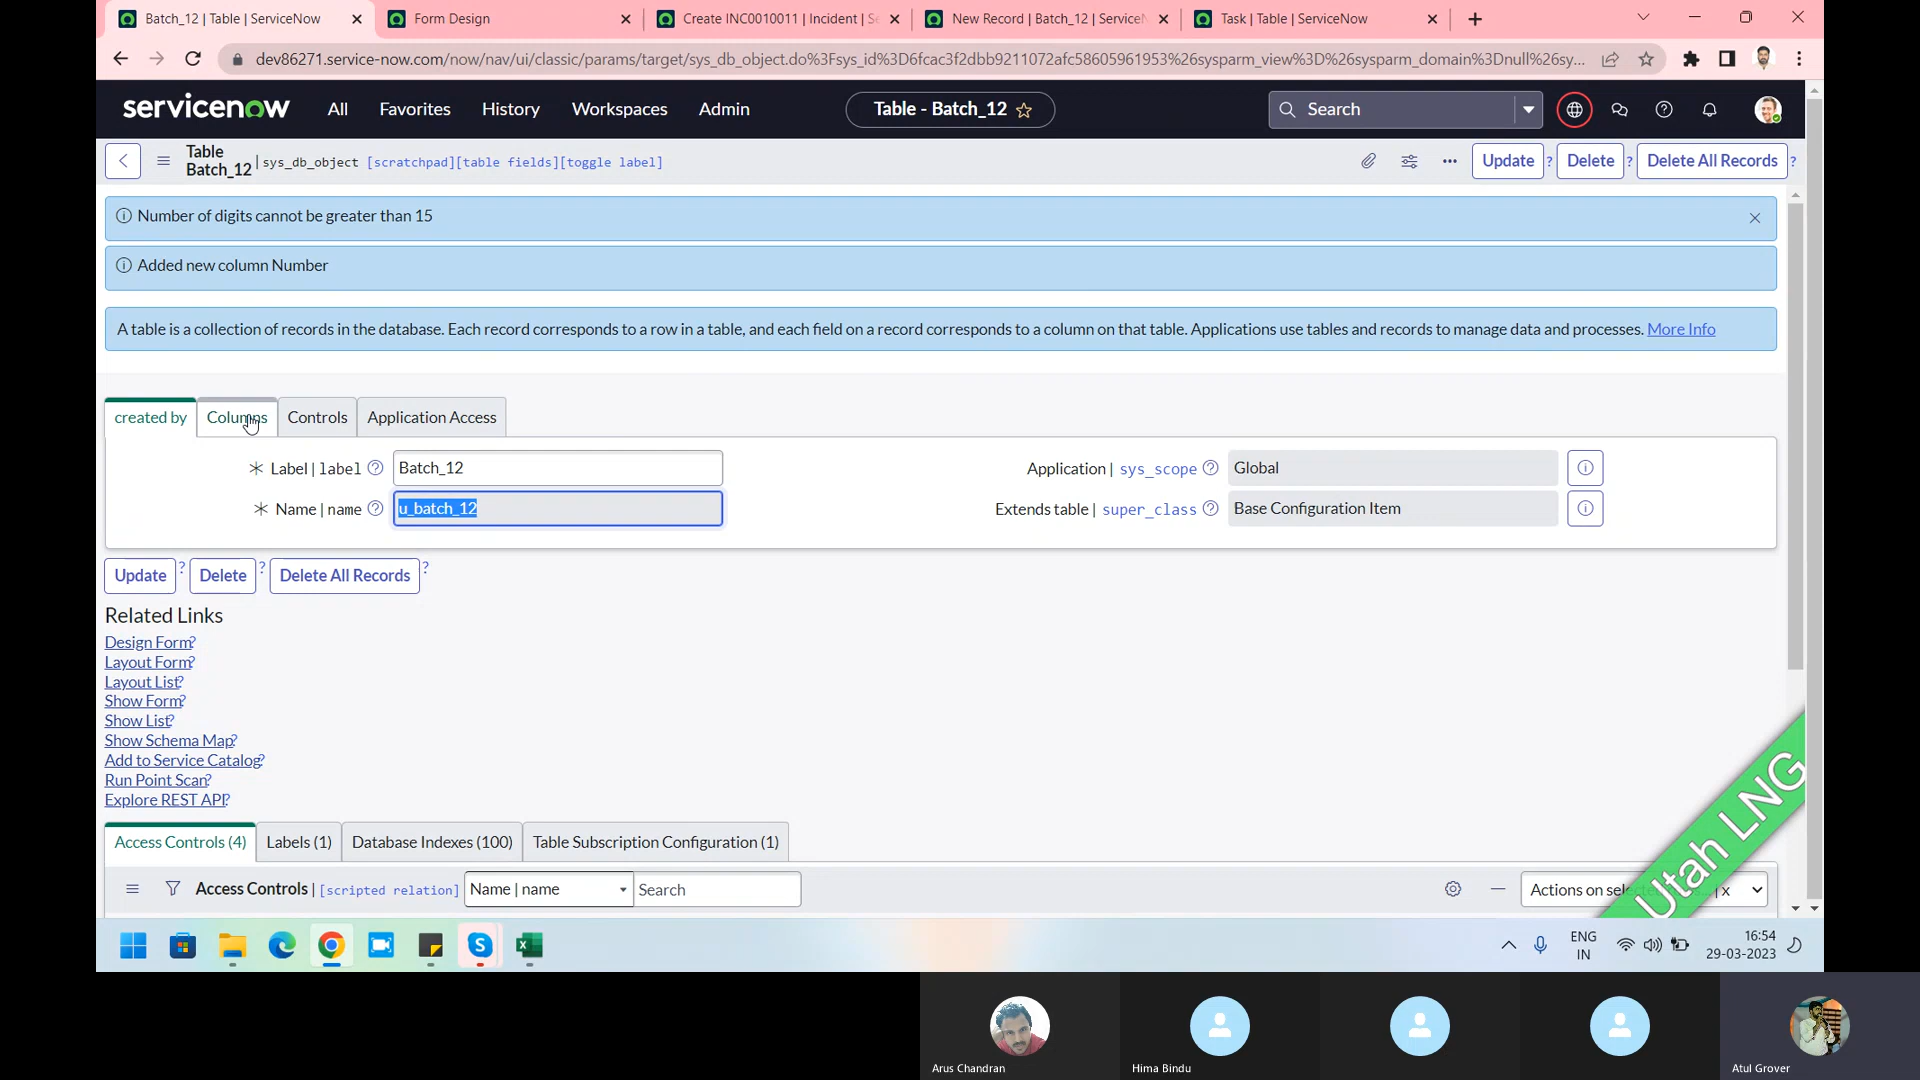 Batch_12 | Table | ServiceNow
Form Design
Create INC0010011 | Incident | S
New Record | Batch_12 | Service
Task | Table | ServiceNow
dev86271.service-now.com/now/nav/ui/classic/params/target/sys_db_object.do%3Fsys_id%3D6fcac3f2dbb9211072afc58605961953%26sysparm_view%3D%26sysparm_domain%3Dnull%26sy...
servicenow
All
Favorites
History
Workspaces
Admin
Table - Batch_12
Search
Table
Batch_12
|sys_db_object [scratchpad][table fields][toggle label]
Update ?
Delete ?
Delete All Records ?
Number of digits cannot be greater than 15
Added new column Number
A table is a collection of records in the database. Each record corresponds to a row in a table, and each field on a record corresponds to a column on that table. Applications use tables and records to manage data and processes. More Info
created by
Columns
Controls
Application Access
Label | label
Batch_12
Application | sys_scope
Global
Name | name
u_batch_12
Extends table | super_class
Base Configuration Item
Update ?
Delete ?
Delete All Records ?
Related Links
Design Form?
Layout Form?
Layout List?
Show Form?
Show List?
Show Schema Map?
Add to Service Catalog?
Run Point Scan?
Explore REST API?
Access Controls (4)
Labels (1)
Database Indexes (100)
Table Subscription Configuration (1)
Access Controls | [scripted relation]
Name | name
Search
Actions on selec
| x
Utah LNG
ENG
IN
16:54
29-03-2023
Arus Chandran
Hima Bindu
Atul Grover